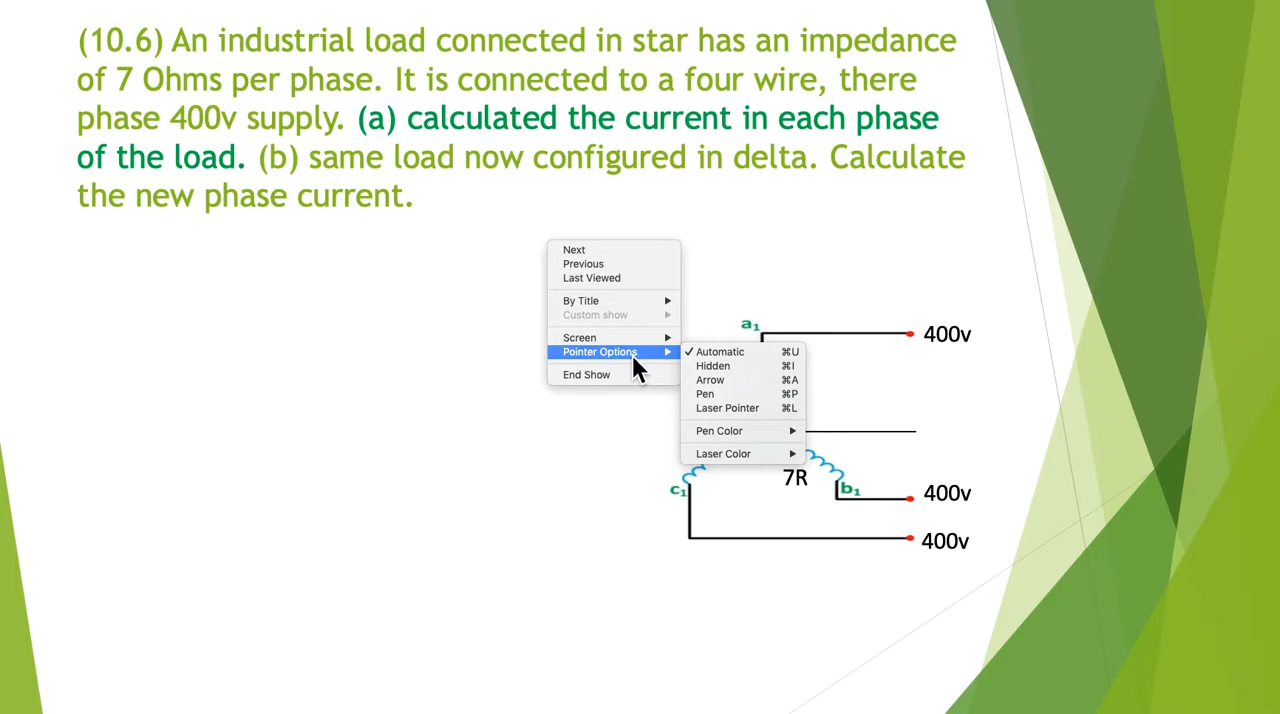 (10.6) An industrial load connected in star has an impedance
of 7 Ohms per phase. It is connected to a four wire, there
phase 400v supply. (a) calculated the current in each phase
of the load. (b) same load now configured in delta. Calculate
the new phase current.
Next
Previous
Last Viewed
By Title
Custom show
Screen
Pointer Options
End Show
✓ Automatic ⌘U
Hidden ⌘I
Arrow ⌘A
Pen ⌘P
Laser Pointer ⌘L
Pen Color
Laser Color
a₁
400v
7R
c₁
b₁
400v
400v